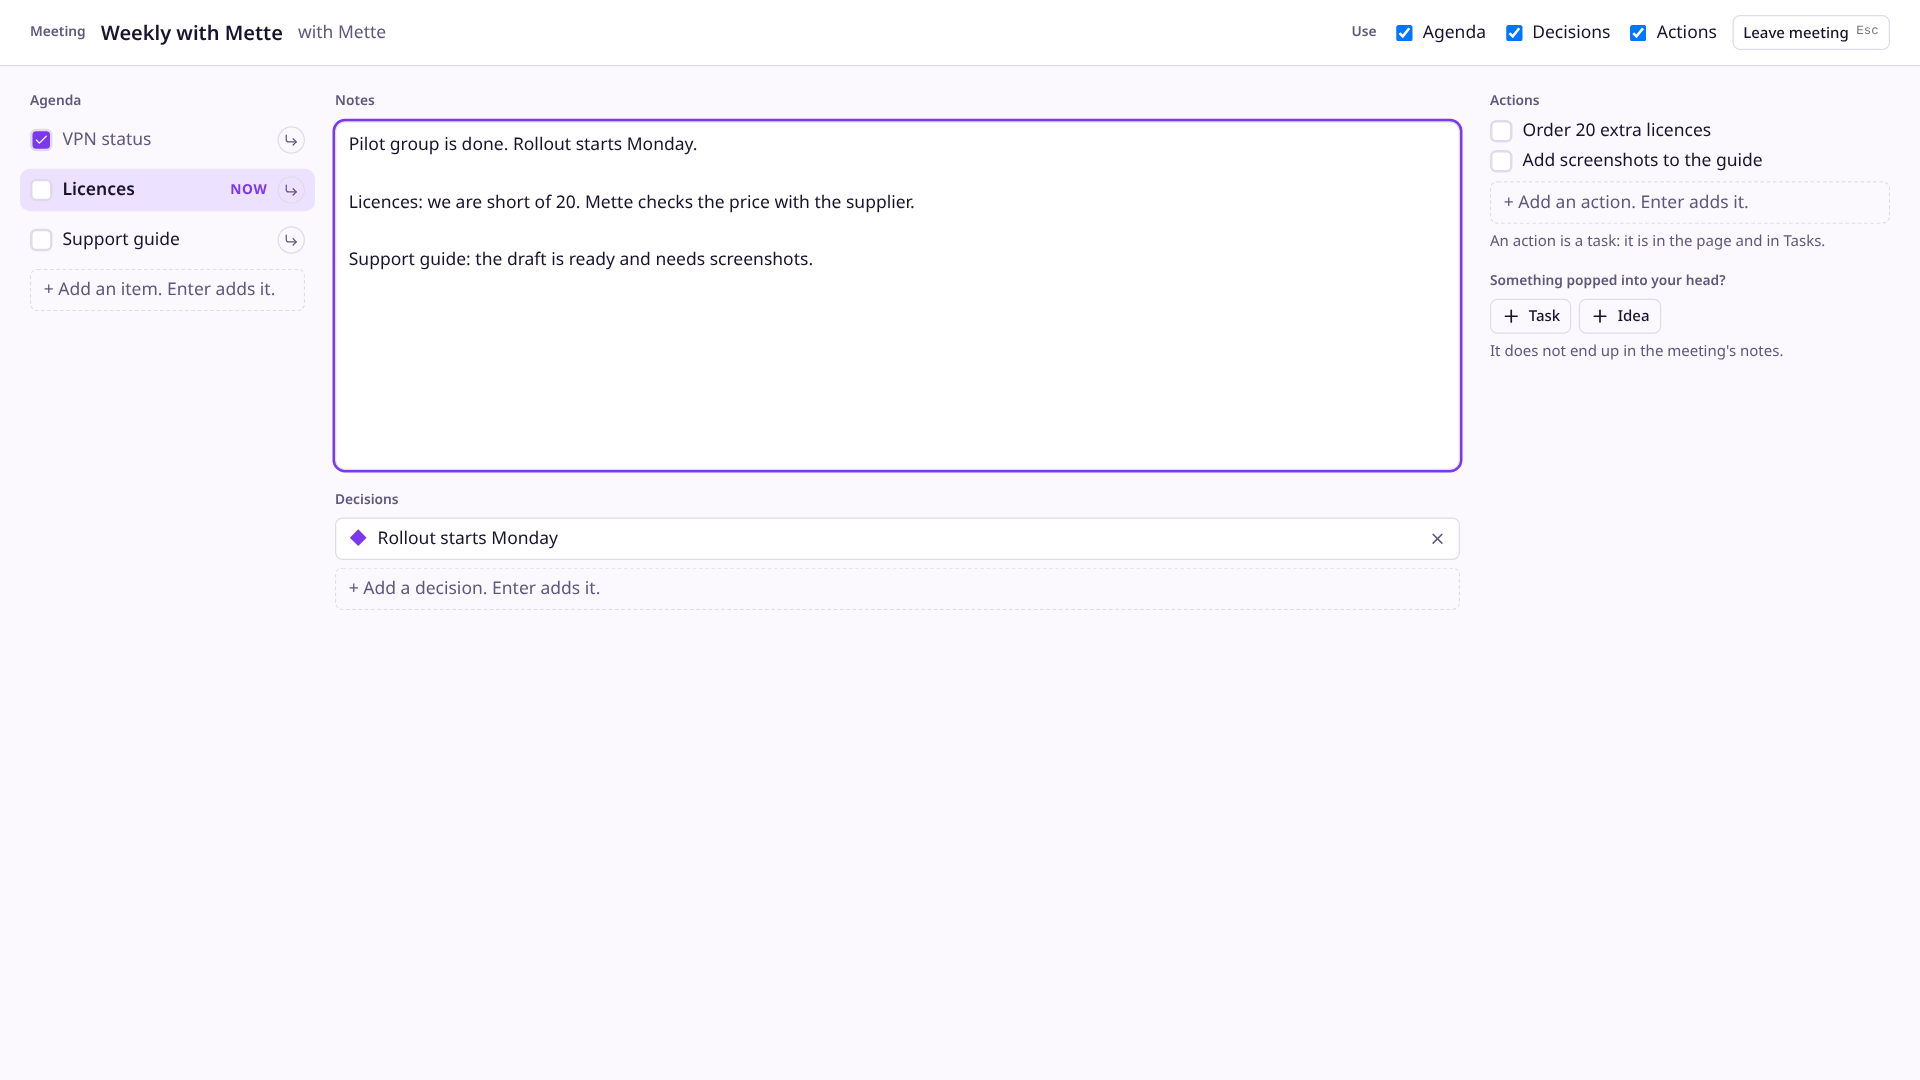 Meeting Weekly with Mette with Mette Use Agenda Decisions Actions Leave meeting Esc
Agenda
VPN status
Licences NOW
Support guide
+ Add an item. Enter adds it.
Notes
Pilot group is done. Rollout starts Monday.
Licences: we are short of 20. Mette checks the price with the supplier.
Support guide: the draft is ready and needs screenshots.
Decisions
Rollout starts Monday
+ Add a decision. Enter adds it.
Actions
Order 20 extra licences
Add screenshots to the guide
+ Add an action. Enter adds it.
An action is a task: it is in the page and in Tasks.
Something popped into your head?
+ Task + Idea
It does not end up in the meeting's notes.